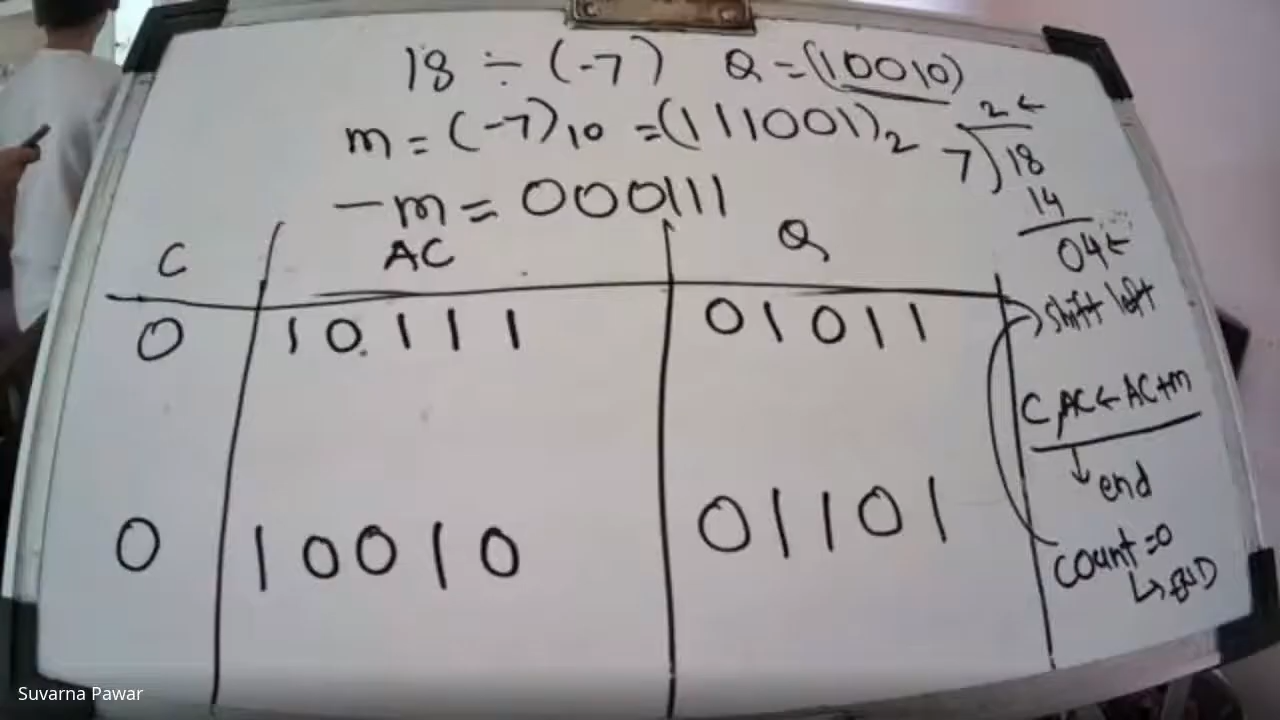 18 ÷ (-7) Q = (10010)
m = (-7)10 = (111001)2
- m = 000111
2 ←
7)18
14
04 ←
C AC Q
0 10111 01011
shift left
C AC ← AC+m
↓ end
0 10010 01101
count = 0
↳ END
Suvarna Pawar